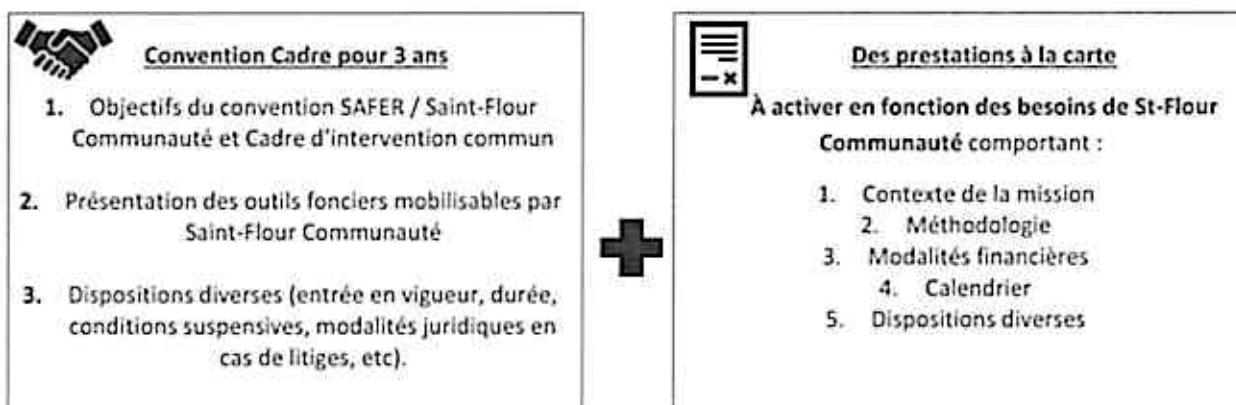 Convention Cadre pour 3 ans
1. Objectifs du convention SAFER / Saint-Flour
Communauté et Cadre d'intervention commun
2. Présentation des outils fonciers mobilisables par
Saint-Flour Communauté
3. Dispositions diverses (entrée en vigueur, durée,
conditions suspensives, modalités juridiques en
cas de litiges, etc).
Des prestations à la carte
À activer en fonction des besoins de St-Flour
Communauté comportant :
1. Contexte de la mission
2. Méthodologie
3. Modalités financières
4. Calendrier
5. Dispositions diverses